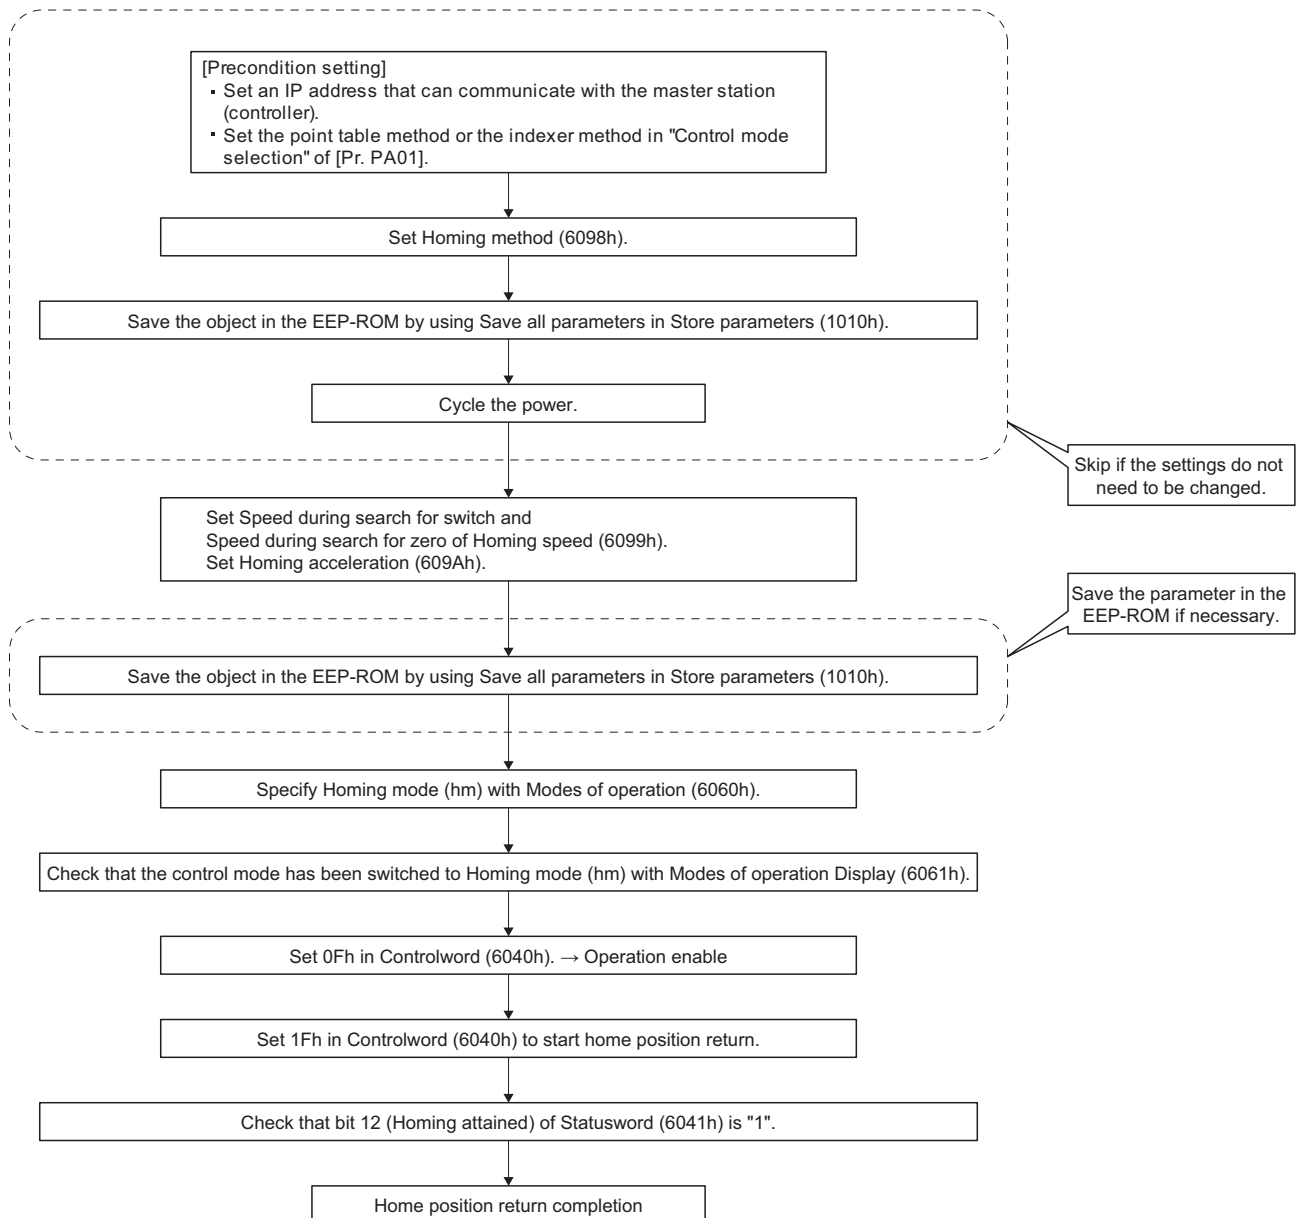 [Precondition setting]
▪ Set an IP address that can communicate with the master station
(controller).
▪ Set the point table method or the indexer method in "Control mode
selection" of [Pr. PA01].
Set Homing method (6098h).
Save the object in the EEP-ROM by using Save all parameters in Store parameters (1010h).
Cycle the power.
Skip if the settings do not
need to be changed.
Set Speed during search for switch and
Speed during search for zero of Homing speed (6099h).
Set Homing acceleration (609Ah).
Save the parameter in the
EEP-ROM if necessary.
Save the object in the EEP-ROM by using Save all parameters in Store parameters (1010h).
Specify Homing mode (hm) with Modes of operation (6060h).
Check that the control mode has been switched to Homing mode (hm) with Modes of operation Display (6061h).
Set 0Fh in Controlword (6040h). → Operation enable
Set 1Fh in Controlword (6040h) to start home position return.
Check that bit 12 (Homing attained) of Statusword (6041h) is "1".
Home position return completion